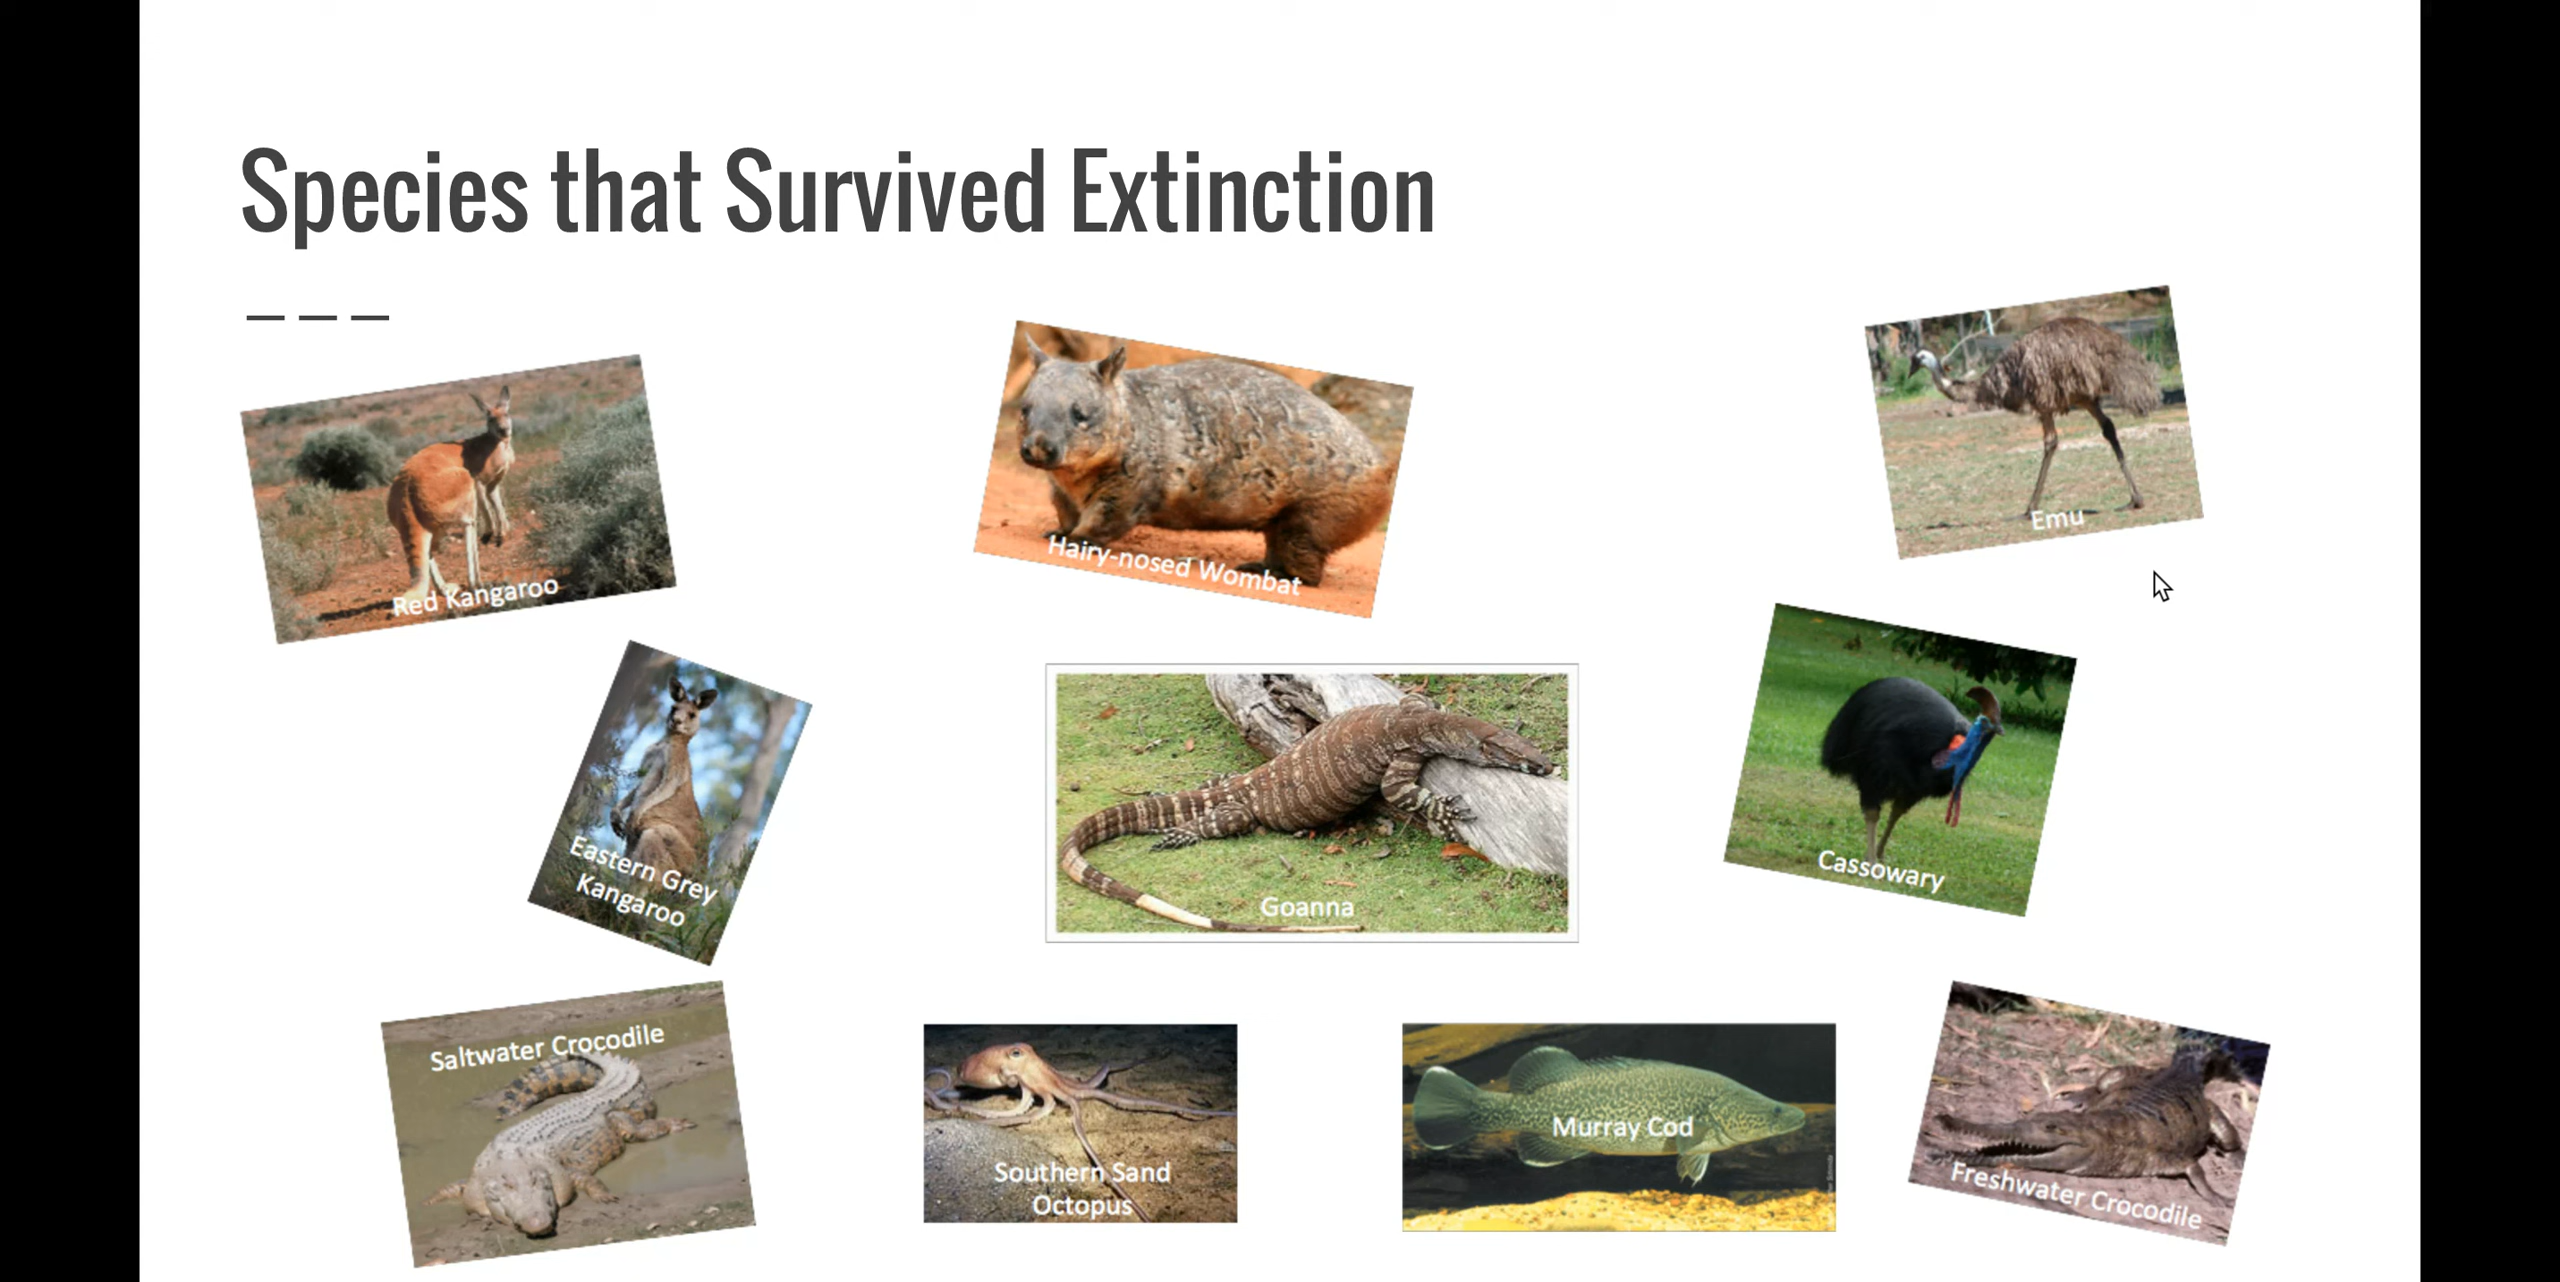 Species that Survived Extinction
Red Kangaroo
Hairy-nosed Wombat
Emu
Eastern Grey
Kangaroo
Goanna
Cassowary
Saltwater Crocodile
Southern Sand
Octopus
Murray Cod
Freshwater Crocodile